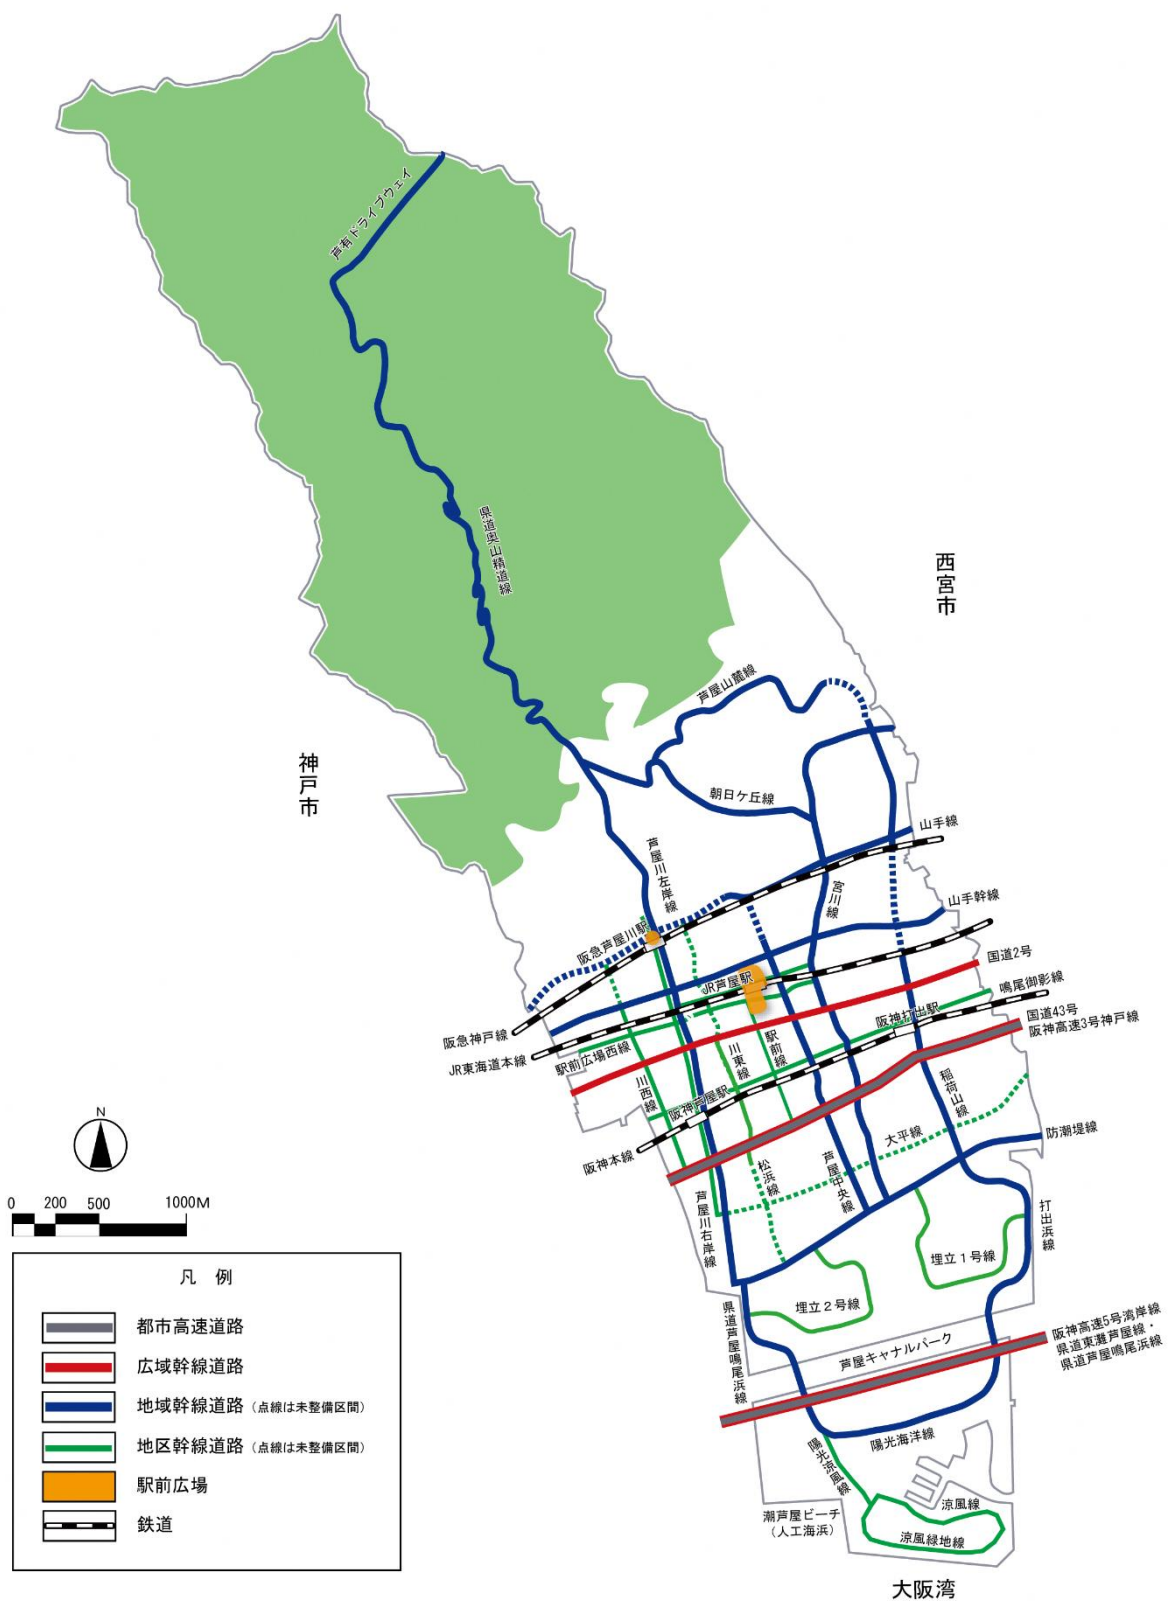 芦有ドライブウェイ
県道奥山精道線
西宮市
神戸市
芦屋山麓線
朝日ケ丘線
芦屋川左岸線
宮川線
山手線
山手幹線
阪急芦屋川駅
JR芦屋駅
国道2号
鳴尾御影線
阪神打出駅
国道43号
阪神高速3号神戸線
阪急神戸線
JR東海道本線
駅前広場西線
川西線
川東線
駅前線
阪神芦屋駅
阪神本線
稲荷山線
大平線
防潮堤線
松浜線
芦屋中央線
芦屋川右岸線
打出浜線
埋立1号線
埋立2号線
県道芦屋鳴尾浜線
芦屋キャナルパーク
阪神高速5号湾岸線
県道東灘芦屋線・
県道芦屋鳴尾浜線
陽光海洋線
陽光涼風線
涼風線
涼風緑地線
潮芦屋ビーチ
（人工海浜）
大阪湾
N
0 200 500 1000M
凡 例
都市高速道路
広域幹線道路
地域幹線道路（点線は未整備区間）
地区幹線道路（点線は未整備区間）
駅前広場
鉄道